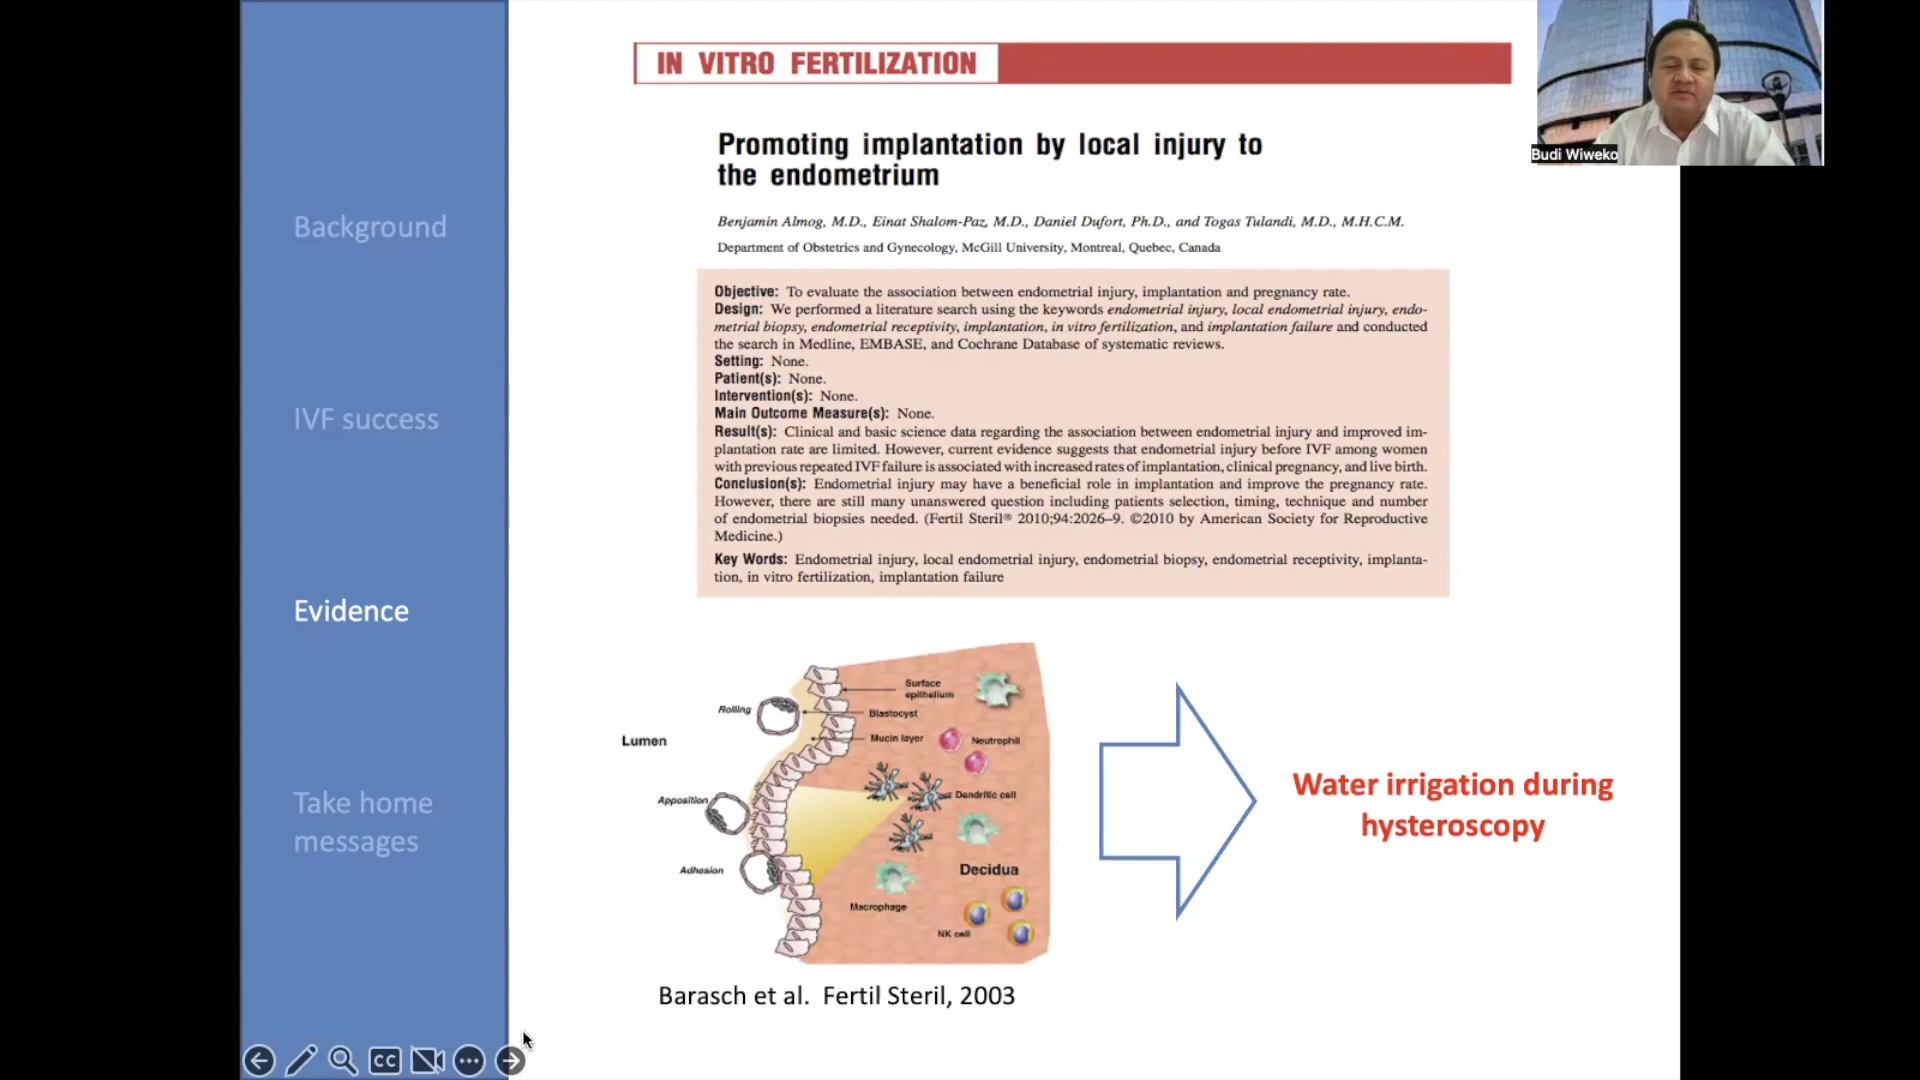 IN VITRO FERTILIZATION
Budi Wiweko
Promoting implantation by local injury to
the endometrium
Benjamin Almog, M.D., Einat Shalom-Paz, M.D., Daniel Dufort, Ph.D., and Togas Tulandi, M.D., M.H.C.M.
Department of Obstetrics and Gynecology, McGill University, Montreal, Quebec, Canada
Objective: To evaluate the association between endometrial injury, implantation and pregnancy rate.
Design: We performed a literature search using the keywords endometrial injury, local endometrial injury, endo-
metrial biopsy, endometrial receptivity, implantation, in vitro fertilization, and implantation failure and conducted
the search in Medline, EMBASE, and Cochrane Database of systematic reviews.
Setting: None.
Patient(s): None.
Intervention(s): None.
Main Outcome Measure(s): None.
Result(s): Clinical and basic science data regarding the association between endometrial injury and improved im-
plantation rate are limited. However, current evidence suggests that endometrial injury before IVF among women
with previous repeated IVF failure is associated with increased rates of implantation, clinical pregnancy, and live birth.
Conclusion(s): Endometrial injury may have a beneficial role in implantation and improve the pregnancy rate.
However, there are still many unanswered question including patients selection, timing, technique and number
of endometrial biopsies needed. (Fertil Steril® 2010;94:2026–9. ©2010 by American Society for Reproductive
Medicine.)
Key Words: Endometrial injury, local endometrial injury, endometrial biopsy, endometrial receptivity, implanta-
tion, in vitro fertilization, implantation failure
Background
IVF success
Evidence
Take home
messages
Surface
epithelium
Rolling
Blastocyst
Lumen
Mucin layer
Neutrophil
Apposition
Dendritic cell
Adhesion
Decidua
Macrophage
NK cell
Water irrigation during
hysteroscopy
Barasch et al. Fertil Steril, 2003
CC